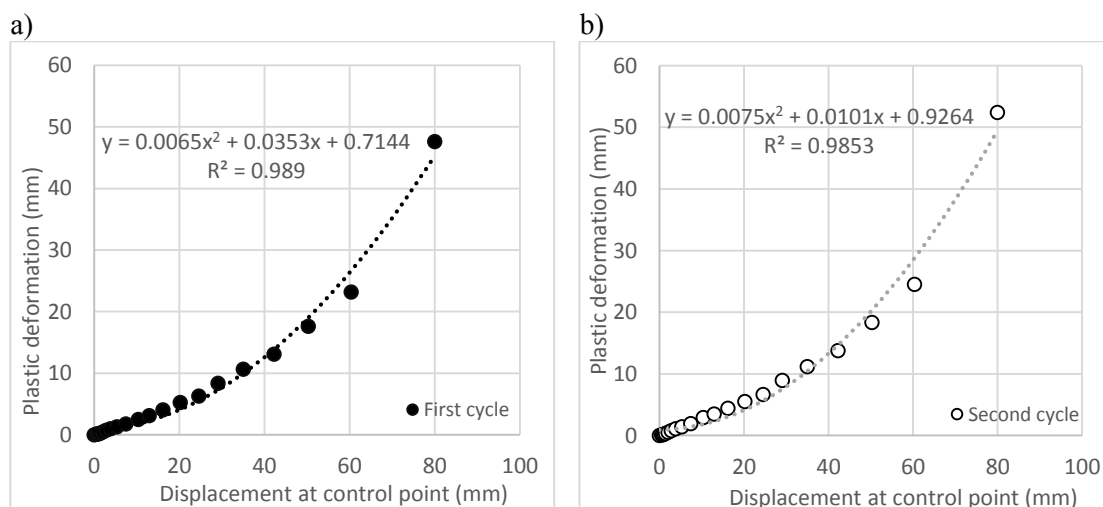 a)
60
50
40
30
20
10
0
Plastic deformation (mm)
y = 0.0065x² + 0.0353x + 0.7144
R² = 0.989
First cycle
0 20 40 60 80 100
Displacement at control point (mm)
b)
60
50
40
30
20
10
0
Plastic deformation (mm)
y = 0.0075x² + 0.0101x + 0.9264
R² = 0.9853
Second cycle
0 20 40 60 80 100
Displacement at control point (mm)